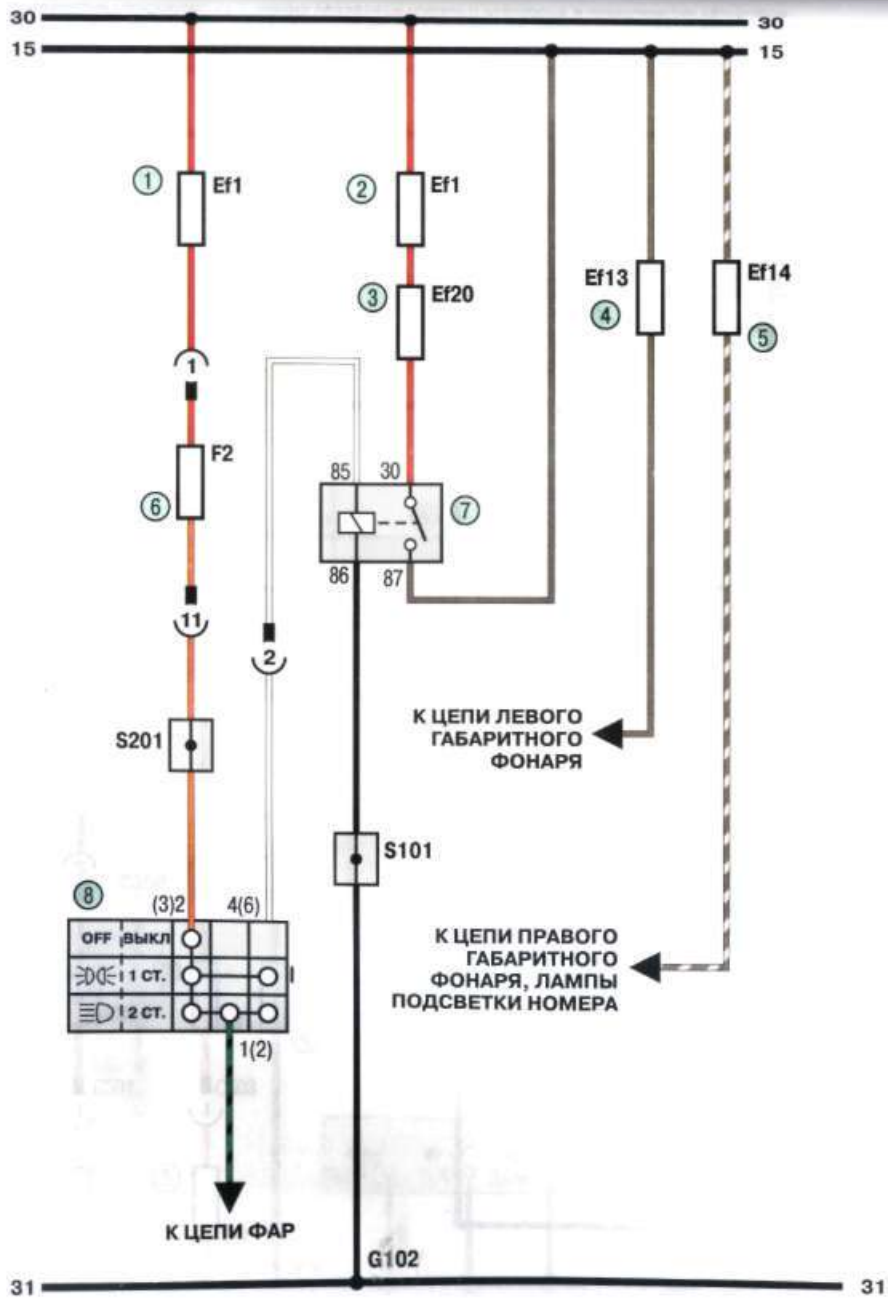 30 30
15 15
1 Ef1
2 Ef1
3 Ef20
Ef13
4
Ef14
5
1
F2
6
85 30
7
86 87
11
2
S201
К ЦЕПИ ЛЕВОГО
ГАБАРИТНОГО
ФОНАРЯ
S101
8
(3)2 4(6)
OFF ВЫКЛ
1 СТ.
2 СТ.
1(2)
К ЦЕПИ ПРАВОГО
ГАБАРИТНОГО
ФОНАРЯ, ЛАМПЫ
ПОДСВЕТКИ НОМЕРА
К ЦЕПИ ФАР
G102
31 31